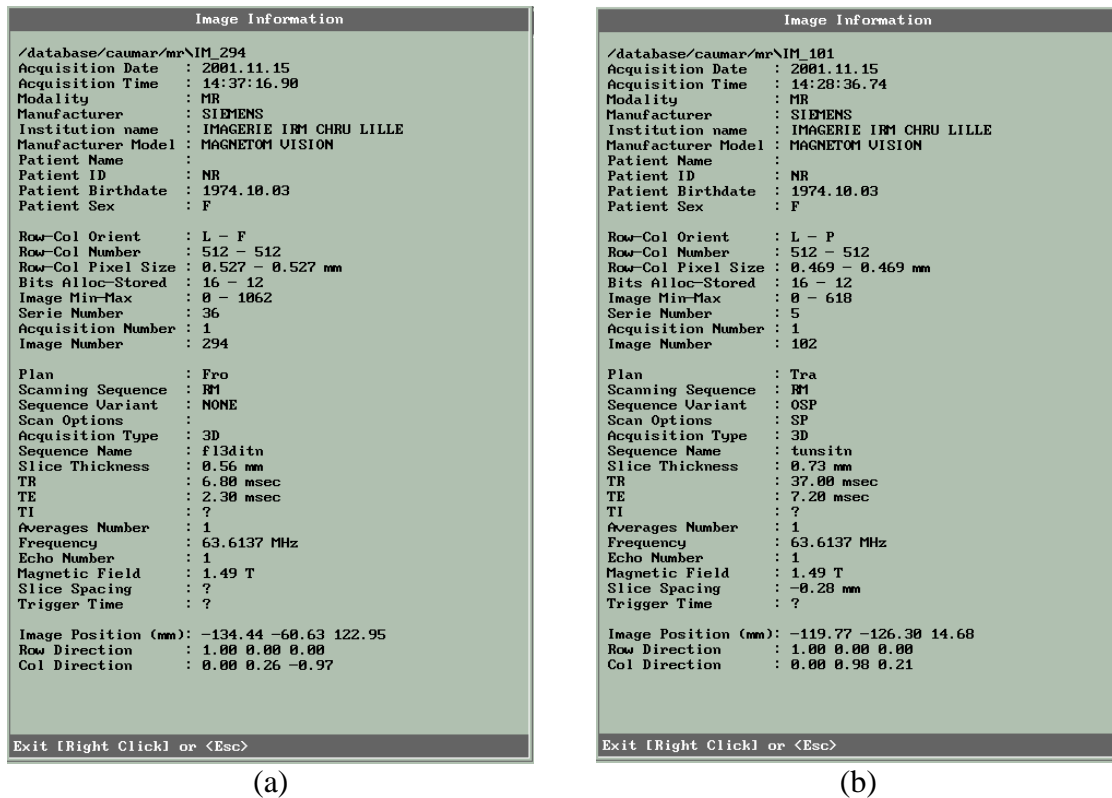 Image Information
/database/caumar/mr\IM_294
Acquisition Date : 2001.11.15
Acquisition Time : 14:37:16.90
Modality : MR
Manufacturer : SIEMENS
Institution name : IMAGERIE IRM CHRU LILLE
Manufacturer Model : MAGNETOM VISION
Patient Name :
Patient ID : NR
Patient Birthdate : 1974.10.03
Patient Sex : F
Row-Col Orient : L - F
Row-Col Number : 512 - 512
Row-Col Pixel Size : 0.527 - 0.527 mm
Bits Alloc-Stored : 16 - 12
Image Min-Max : 0 - 1062
Serie Number : 36
Acquisition Number : 1
Image Number : 294
Plan : Fro
Scanning Sequence : RM
Sequence Variant : NONE
Scan Options :
Acquisition Type : 3D
Sequence Name : fl3ditn
Slice Thickness : 0.56 mm
TR : 6.80 msec
TE : 2.30 msec
TI : ?
Averages Number : 1
Frequency : 63.6137 MHz
Echo Number : 1
Magnetic Field : 1.49 T
Slice Spacing : ?
Trigger Time : ?
Image Position (mm): -134.44 -60.63 122.95
Row Direction : 1.00 0.00 0.00
Col Direction : 0.00 0.26 -0.97
Exit [Right Click] or <Esc>
(a)
Image Information
/database/caumar/mr\IM_101
Acquisition Date : 2001.11.15
Acquisition Time : 14:28:36.74
Modality : MR
Manufacturer : SIEMENS
Institution name : IMAGERIE IRM CHRU LILLE
Manufacturer Model : MAGNETOM VISION
Patient Name :
Patient ID : NR
Patient Birthdate : 1974.10.03
Patient Sex : F
Row-Col Orient : L - P
Row-Col Number : 512 - 512
Row-Col Pixel Size : 0.469 - 0.469 mm
Bits Alloc-Stored : 16 - 12
Image Min-Max : 0 - 618
Serie Number : 5
Acquisition Number : 1
Image Number : 102
Plan : Tra
Scanning Sequence : RM
Sequence Variant : OSP
Scan Options : SP
Acquisition Type : 3D
Sequence Name : tunsitn
Slice Thickness : 0.73 mm
TR : 37.00 msec
TE : 7.20 msec
TI : ?
Averages Number : 1
Frequency : 63.6137 MHz
Echo Number : 1
Magnetic Field : 1.49 T
Slice Spacing : -0.28 mm
Trigger Time : ?
Image Position (mm): -119.77 -126.30 14.68
Row Direction : 1.00 0.00 0.00
Col Direction : 0.00 0.98 0.21
Exit [Right Click] or <Esc>
(b)